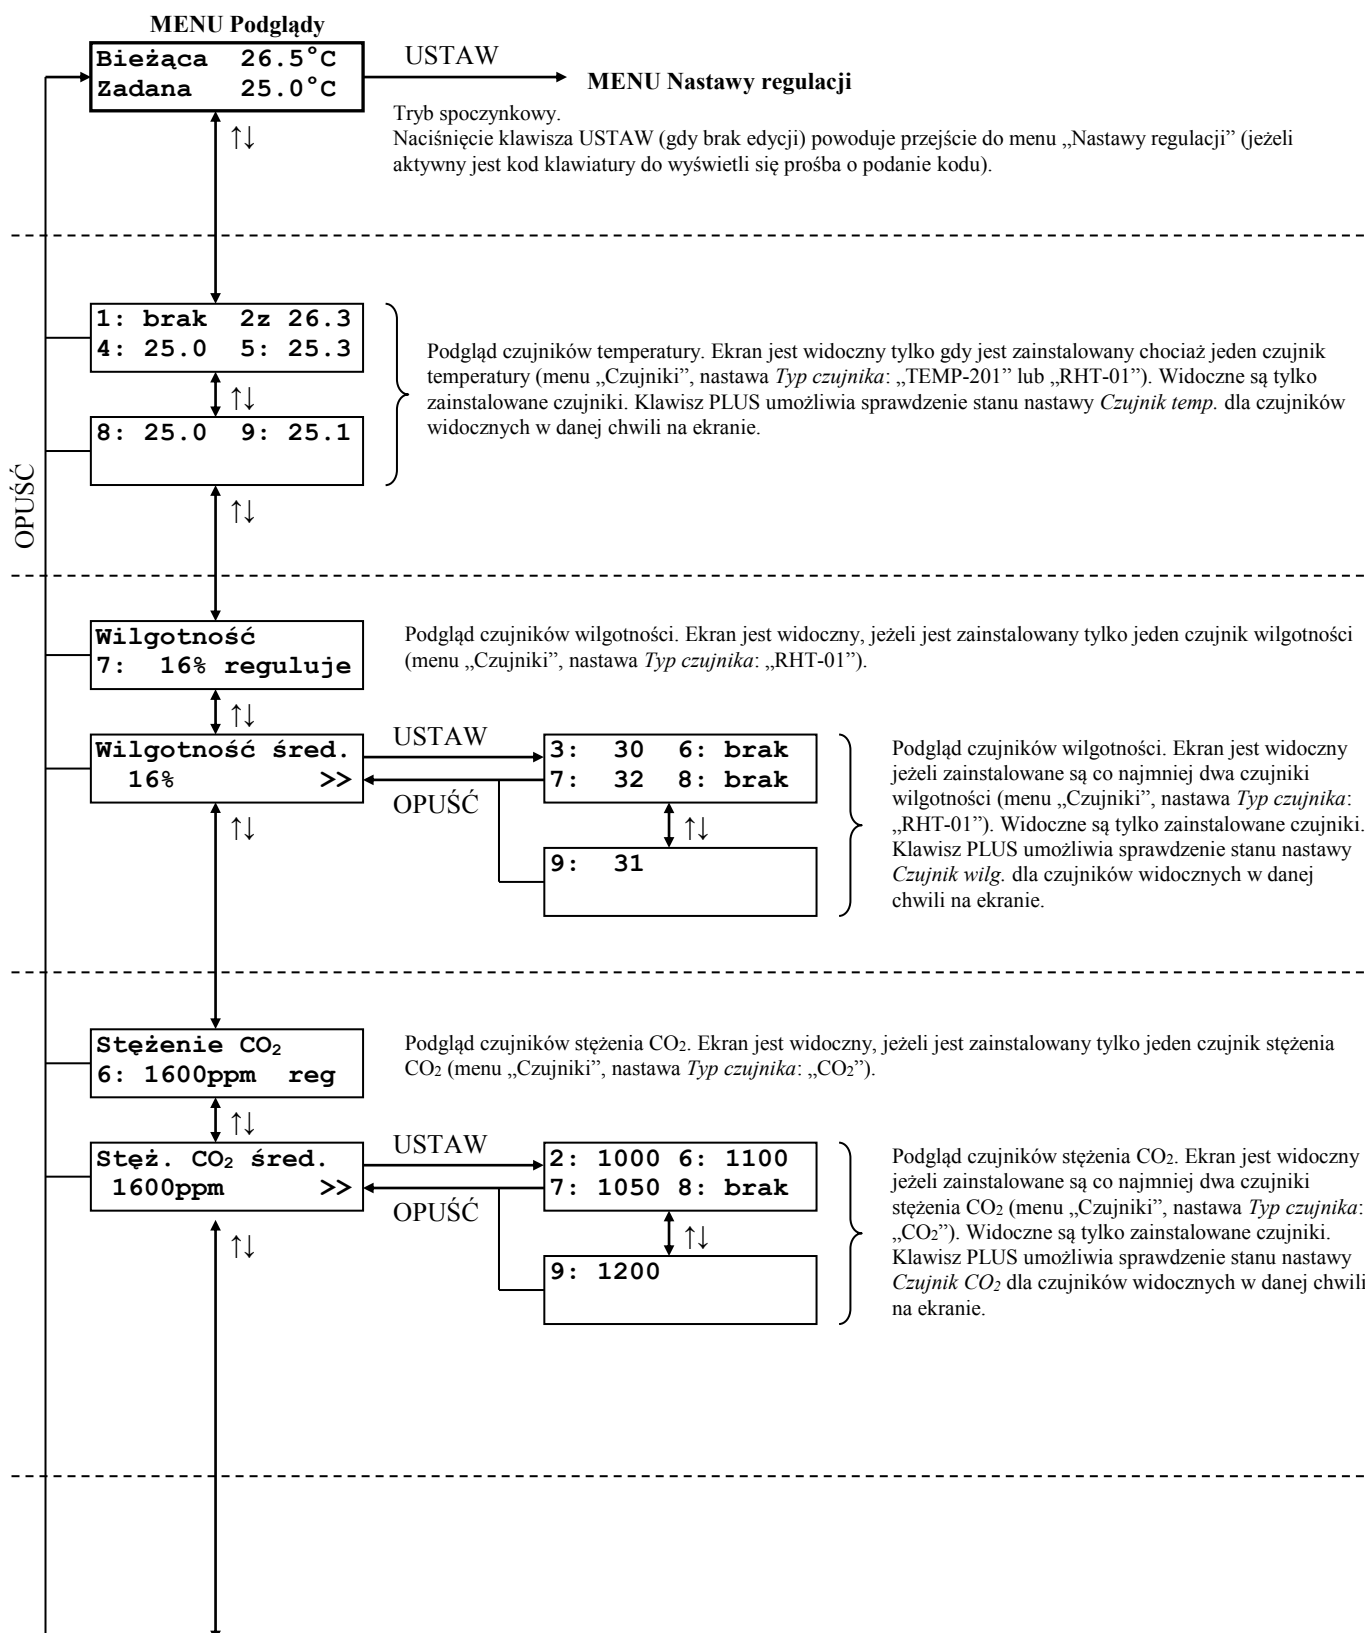 MENU Podglądy
Bieżąca 26.5°C
Zadana 25.0°C
USTAW
MENU Nastawy regulacji
Tryb spoczynkowy.
Naciśnięcie klawisza USTAW (gdy brak edycji) powoduje przejście do menu „Nastawy regulacji” (jeżeli
aktywny jest kod klawiatury do wyświetli się prośba o podanie kodu).
↑↓
1: brak 2z 26.3
4: 25.0 5: 25.3
↑↓
8: 25.0 9: 25.1
Podgląd czujników temperatury. Ekran jest widoczny tylko gdy jest zainstalowany chociaż jeden czujnik
temperatury (menu „Czujniki”, nastawa Typ czujnika: „TEMP-201” lub „RHT-01”). Widoczne są tylko
zainstalowane czujniki. Klawisz PLUS umożliwia sprawdzenie stanu nastawy Czujnik temp. dla czujników
widocznych w danej chwili na ekranie.
OPUŚĆ
↑↓
Wilgotność
7: 16% reguluje
Podgląd czujników wilgotności. Ekran jest widoczny, jeżeli jest zainstalowany tylko jeden czujnik wilgotności
(menu „Czujniki”, nastawa Typ czujnika: „RHT-01”).
↑↓
Wilgotność śred.
16% >>
USTAW
OPUŚĆ
3: 30 6: brak
7: 32 8: brak
↑↓
9: 31
Podgląd czujników wilgotności. Ekran jest widoczny
jeżeli zainstalowane są co najmniej dwa czujniki
wilgotności (menu „Czujniki”, nastawa Typ czujnika:
„RHT-01”). Widoczne są tylko zainstalowane czujniki.
Klawisz PLUS umożliwia sprawdzenie stanu nastawy
Czujnik wilg. dla czujników widocznych w danej
chwili na ekranie.
↑↓
Stężenie CO₂
6: 1600ppm reg
Podgląd czujników stężenia CO₂. Ekran jest widoczny, jeżeli jest zainstalowany tylko jeden czujnik stężenia
CO₂ (menu „Czujniki”, nastawa Typ czujnika: „CO₂”).
↑↓
Stęż. CO₂ śred.
1600ppm >>
USTAW
OPUŚĆ
2: 1000 6: 1100
7: 1050 8: brak
↑↓
9: 1200
Podgląd czujników stężenia CO₂. Ekran jest widoczny
jeżeli zainstalowane są co najmniej dwa czujniki
stężenia CO₂ (menu „Czujniki”, nastawa Typ czujnika:
„CO₂”). Widoczne są tylko zainstalowane czujniki.
Klawisz PLUS umożliwia sprawdzenie stanu nastawy
Czujnik CO₂ dla czujników widocznych w danej chwili
na ekranie.
↑↓